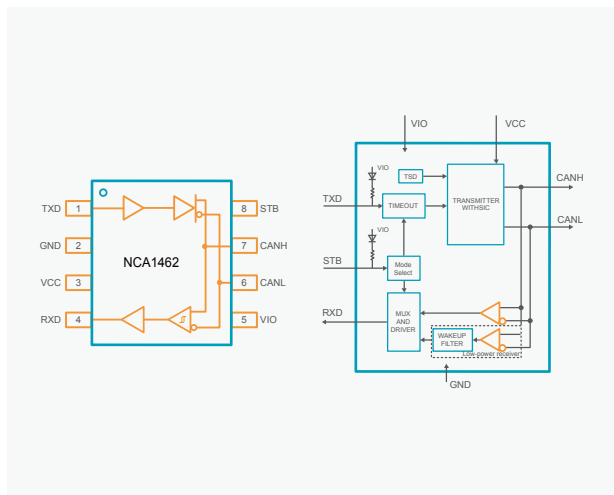 TXD 1
GND 2
VCC 3
RXD 4
NCA1462
8 STB
7 CANH
6 CANL
5 VIO
VIO
VCC
VIO
TSD
TXD
TIMEOUT
TRANSMITTER
WITHSIC
CANH
CANL
VIO
STB
Mode
Select
RXD
MUX
AND
DRIVER
WAKEUP
FILTER
Low-power receiver
GND